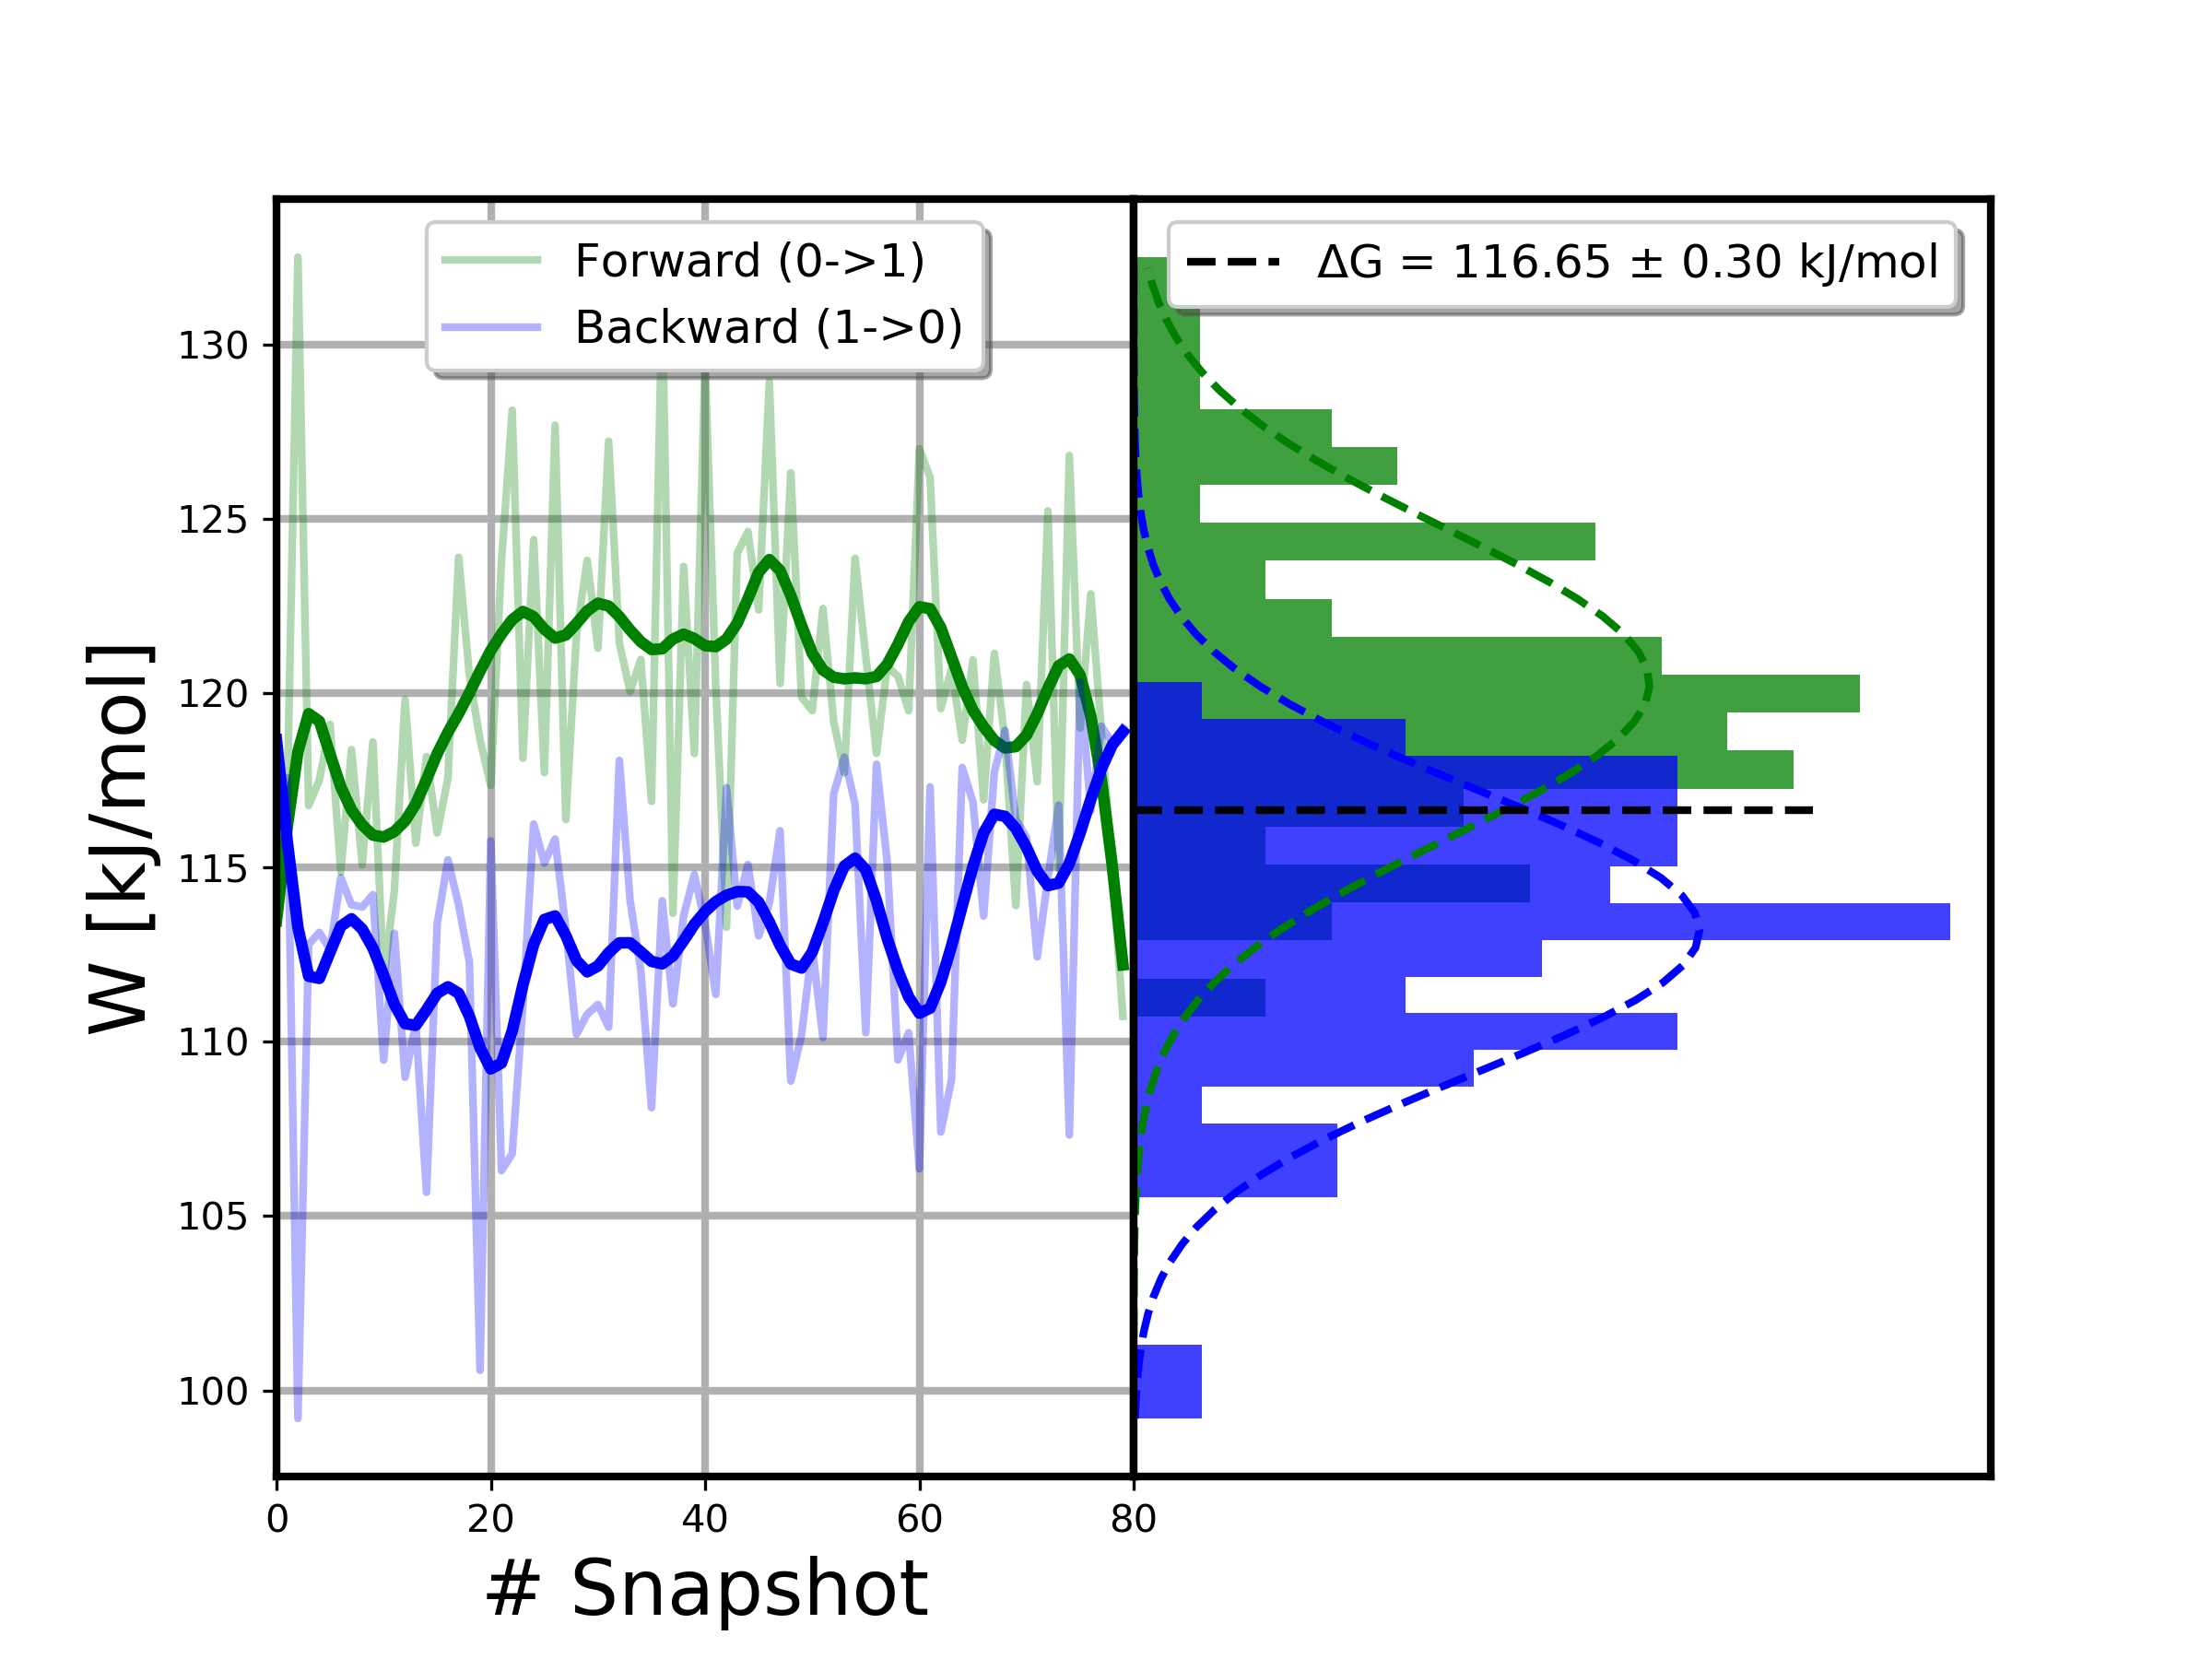 Forward (0->1)
Backward (1->0)
ΔG = 116.65 ± 0.30 kJ/mol
W [kJ/mol]
130
125
120
115
110
105
100
0
20
40
60
80
# Snapshot